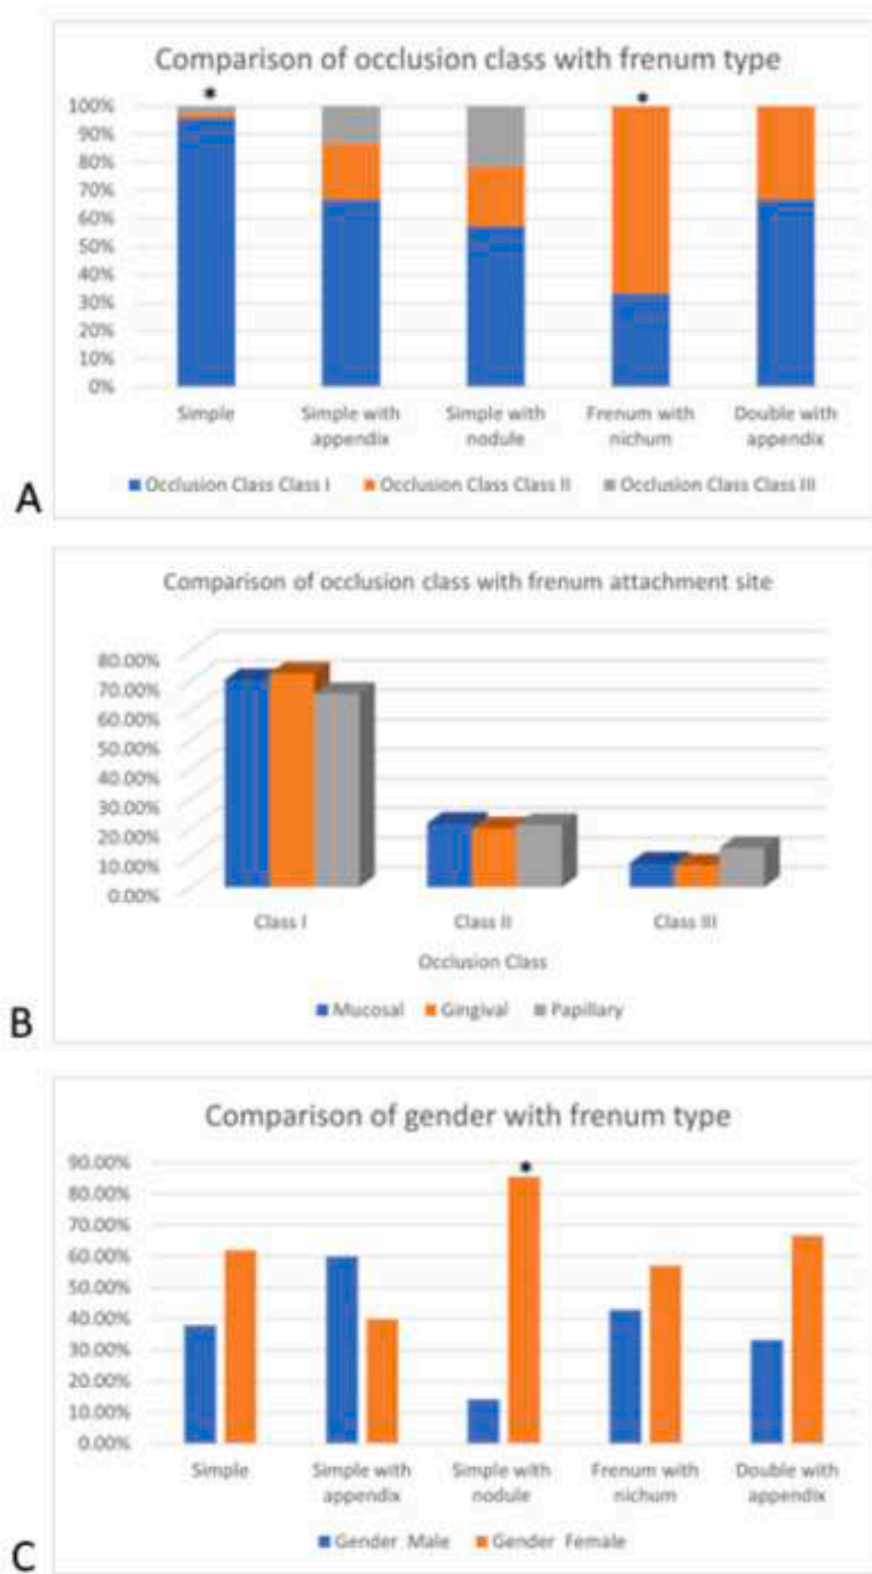 Comparison of occlusion class with frenum type
*
*
100%
90%
80%
70%
60%
50%
40%
30%
20%
10%
0%
Simple
Simple with appendix
Simple with nodule
Frenum with nichum
Double with appendix
Occlusion Class Class I
Occlusion Class Class II
Occlusion Class Class III
A
Comparison of occlusion class with frenum attachment site
80.00%
70.00%
60.00%
50.00%
40.00%
30.00%
20.00%
10.00%
0.00%
Class I
Class II
Class III
Occlusion Class
Mucosal
Gingival
Papillary
B
Comparison of gender with frenum type
*
90.00%
80.00%
70.00%
60.00%
50.00%
40.00%
30.00%
20.00%
10.00%
0.00%
Simple
Simple with appendix
Simple with nodule
Frenum with nichum
Double with appendix
Gender Male
Gender Female
C